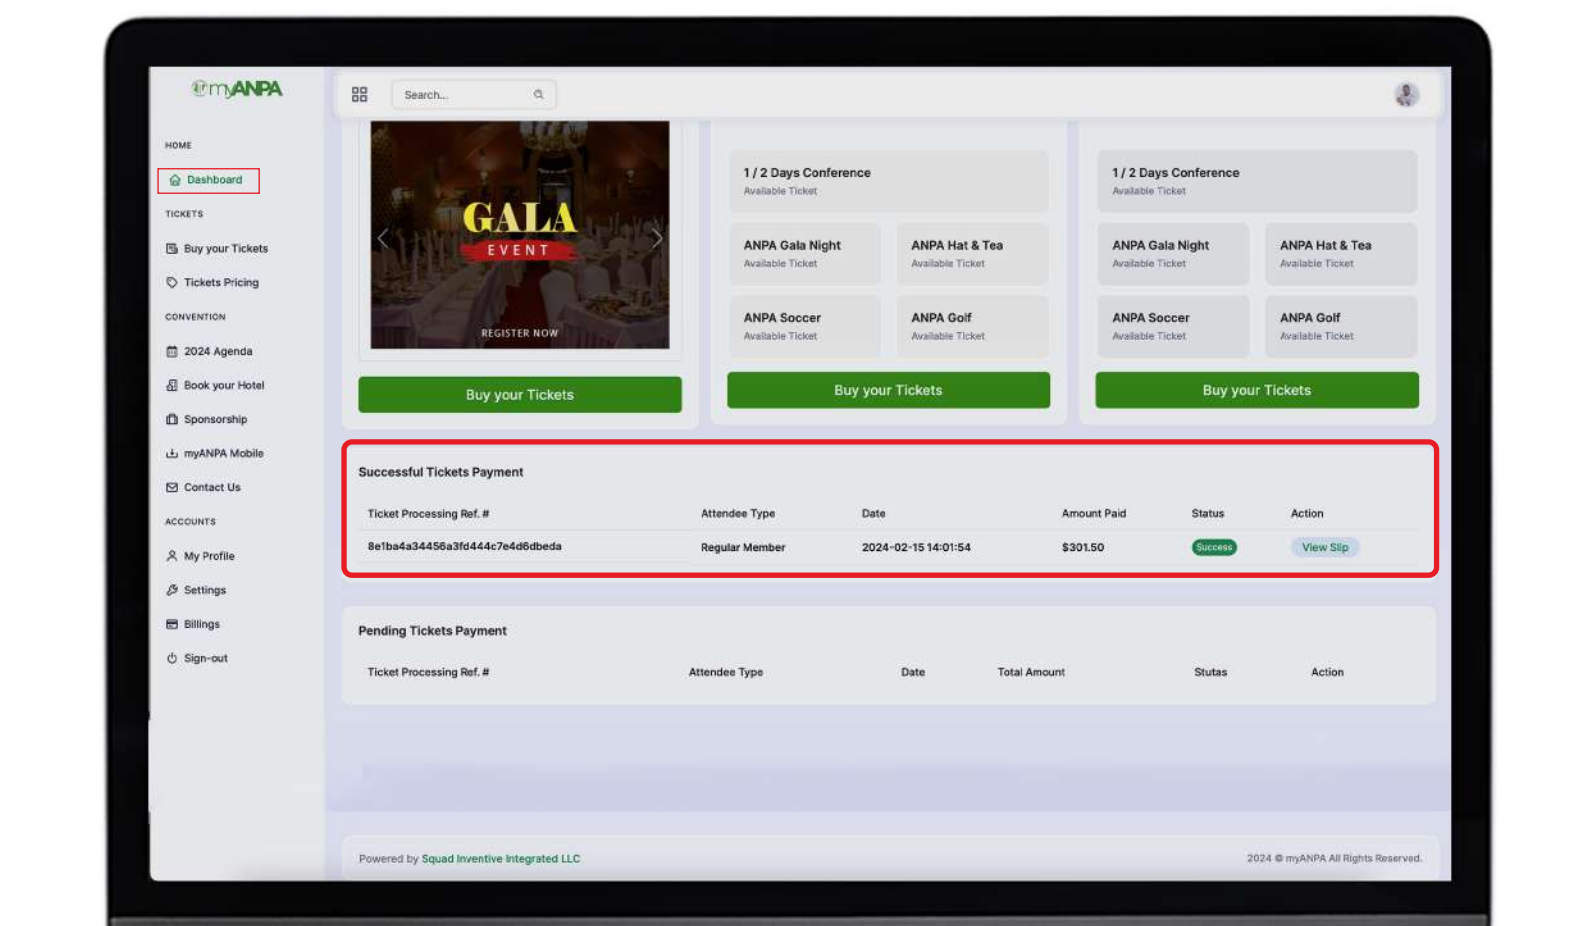 myANPA
Search...
HOME
Dashboard
TICKETS
Buy your Tickets
Tickets Pricing
CONVENTION
2024 Agenda
Book your Hotel
Sponsorship
myANPA Mobile
Contact Us
ACCOUNTS
My Profile
Settings
Billings
Sign-out
GALA
EVENT
REGISTER NOW
Buy your Tickets
1 / 2 Days Conference
Available Ticket
ANPA Gala Night
Available Ticket
ANPA Hat & Tea
Available Ticket
ANPA Soccer
Available Ticket
ANPA Golf
Available Ticket
Buy your Tickets
1 / 2 Days Conference
Available Ticket
ANPA Gala Night
Available Ticket
ANPA Hat & Tea
Available Ticket
ANPA Soccer
Available Ticket
ANPA Golf
Available Ticket
Buy your Tickets
Successful Tickets Payment
Ticket Processing Ref. # Attendee Type Date Amount Paid Status Action
8e1ba4a34456a3fd444c7e4d6dbeda Regular Member 2024-02-15 14:01:54 $301.50 Success View Slip
Pending Tickets Payment
Ticket Processing Ref. # Attendee Type Date Total Amount Stutas Action
Powered by Squad Inventive Integrated LLC
2024 © myANPA All Rights Reserved.